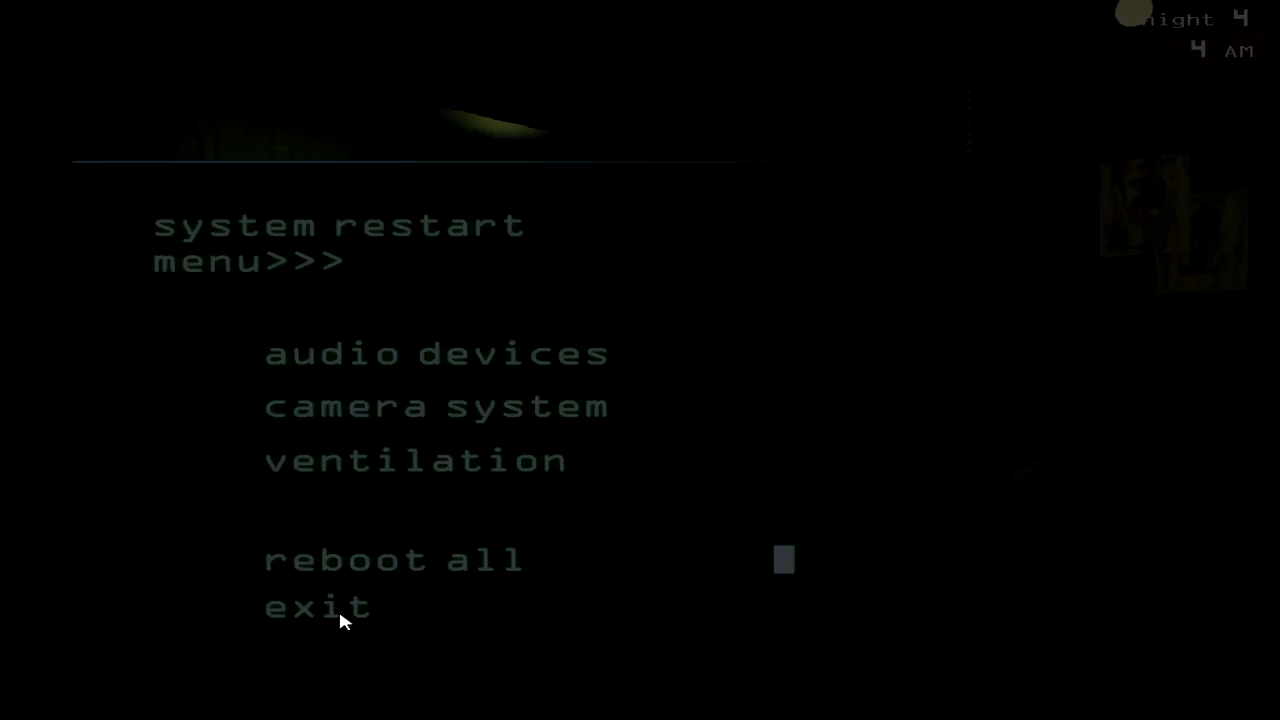 night 4
4 AM
system restart
menu>>>
audio devices
camera system
ventilation
reboot all
exit